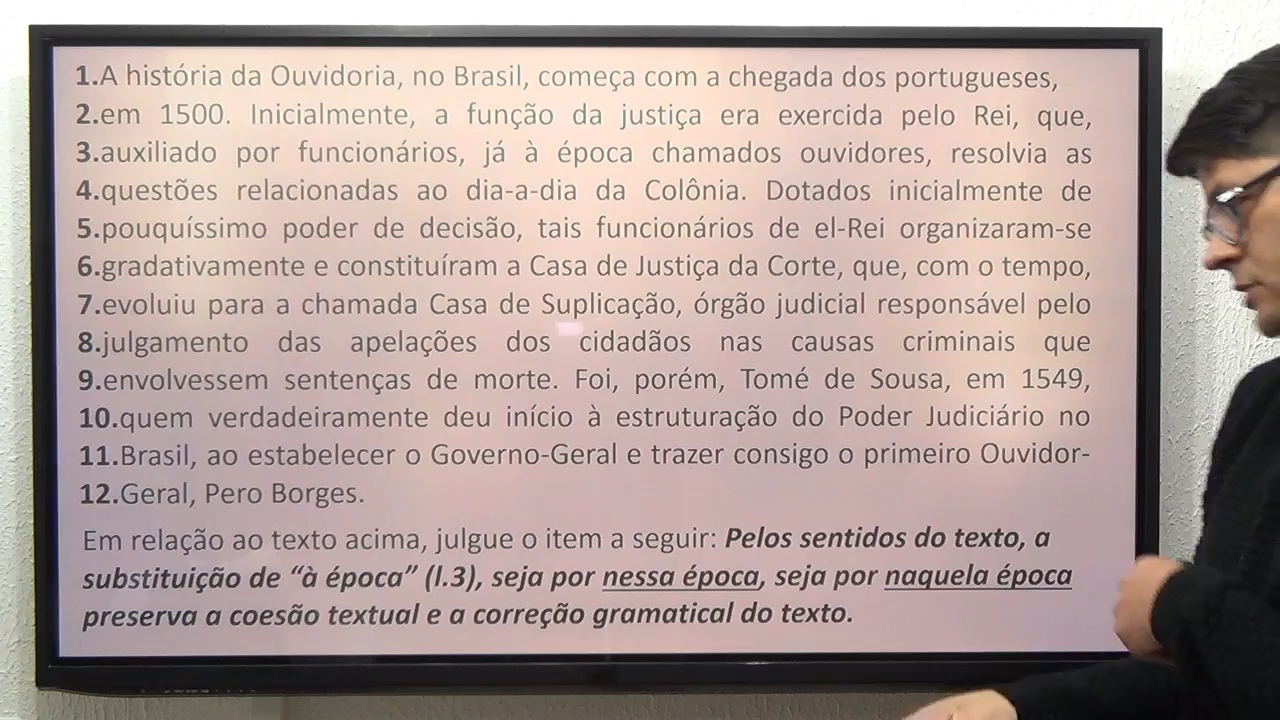 1.A história da Ouvidoria, no Brasil, começa com a chegada dos portugueses,
2.em 1500. Inicialmente, a função da justiça era exercida pelo Rei, que,
3.auxiliado por funcionários, já à época chamados ouvidores, resolvia as
4.questões relacionadas ao dia-a-dia da Colônia. Dotados inicialmente de
5.pouquíssimo poder de decisão, tais funcionários de el-Rei organizaram-se
6.gradativamente e constituíram a Casa de Justiça da Corte, que, com o tempo,
7.evoluiu para a chamada Casa de Suplicação, órgão judicial responsável pelo
8.julgamento das apelações dos cidadãos nas causas criminais que
9.envolvessem sentenças de morte. Foi, porém, Tomé de Sousa, em 1549,
10.quem verdadeiramente deu início à estruturação do Poder Judiciário no
11.Brasil, ao estabelecer o Governo-Geral e trazer consigo o primeiro Ouvidor-
12.Geral, Pero Borges.
Em relação ao texto acima, julgue o item a seguir: Pelos sentidos do texto, a
substituição de “à época” (l.3), seja por nessa época, seja por naquela época
preserva a coesão textual e a correção gramatical do texto.